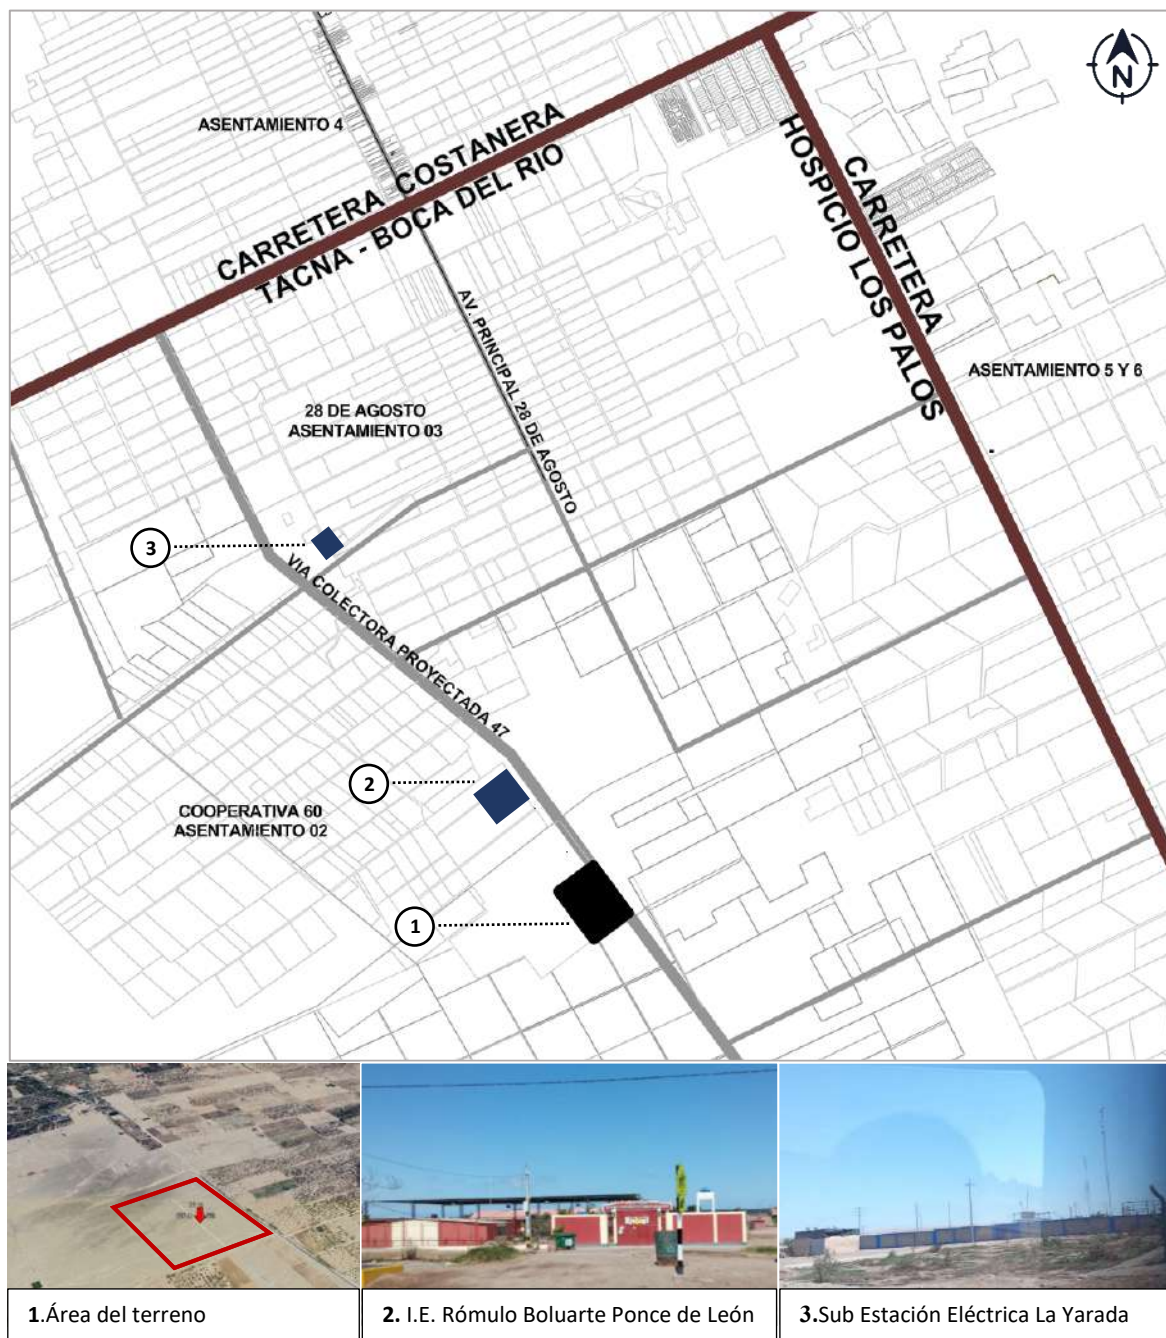 N
ASENTAMIENTO 4
CARRETERA COSTANERA
TACNA - BOCA DEL RIO
CARRETERA
HOSPICIO LOS PALOS
AV. PRINCIPAL 28 DE AGOSTO
ASENTAMIENTO 5 Y 6
28 DE AGOSTO
ASENTAMIENTO 03
3
VIA COLECTORA PROYECTADA 47
2
COOPERATIVA 60
ASENTAMIENTO 02
1
1.Área del terreno
2. I.E. Rómulo Boluarte Ponce de León
3.Sub Estación Eléctrica La Yarada